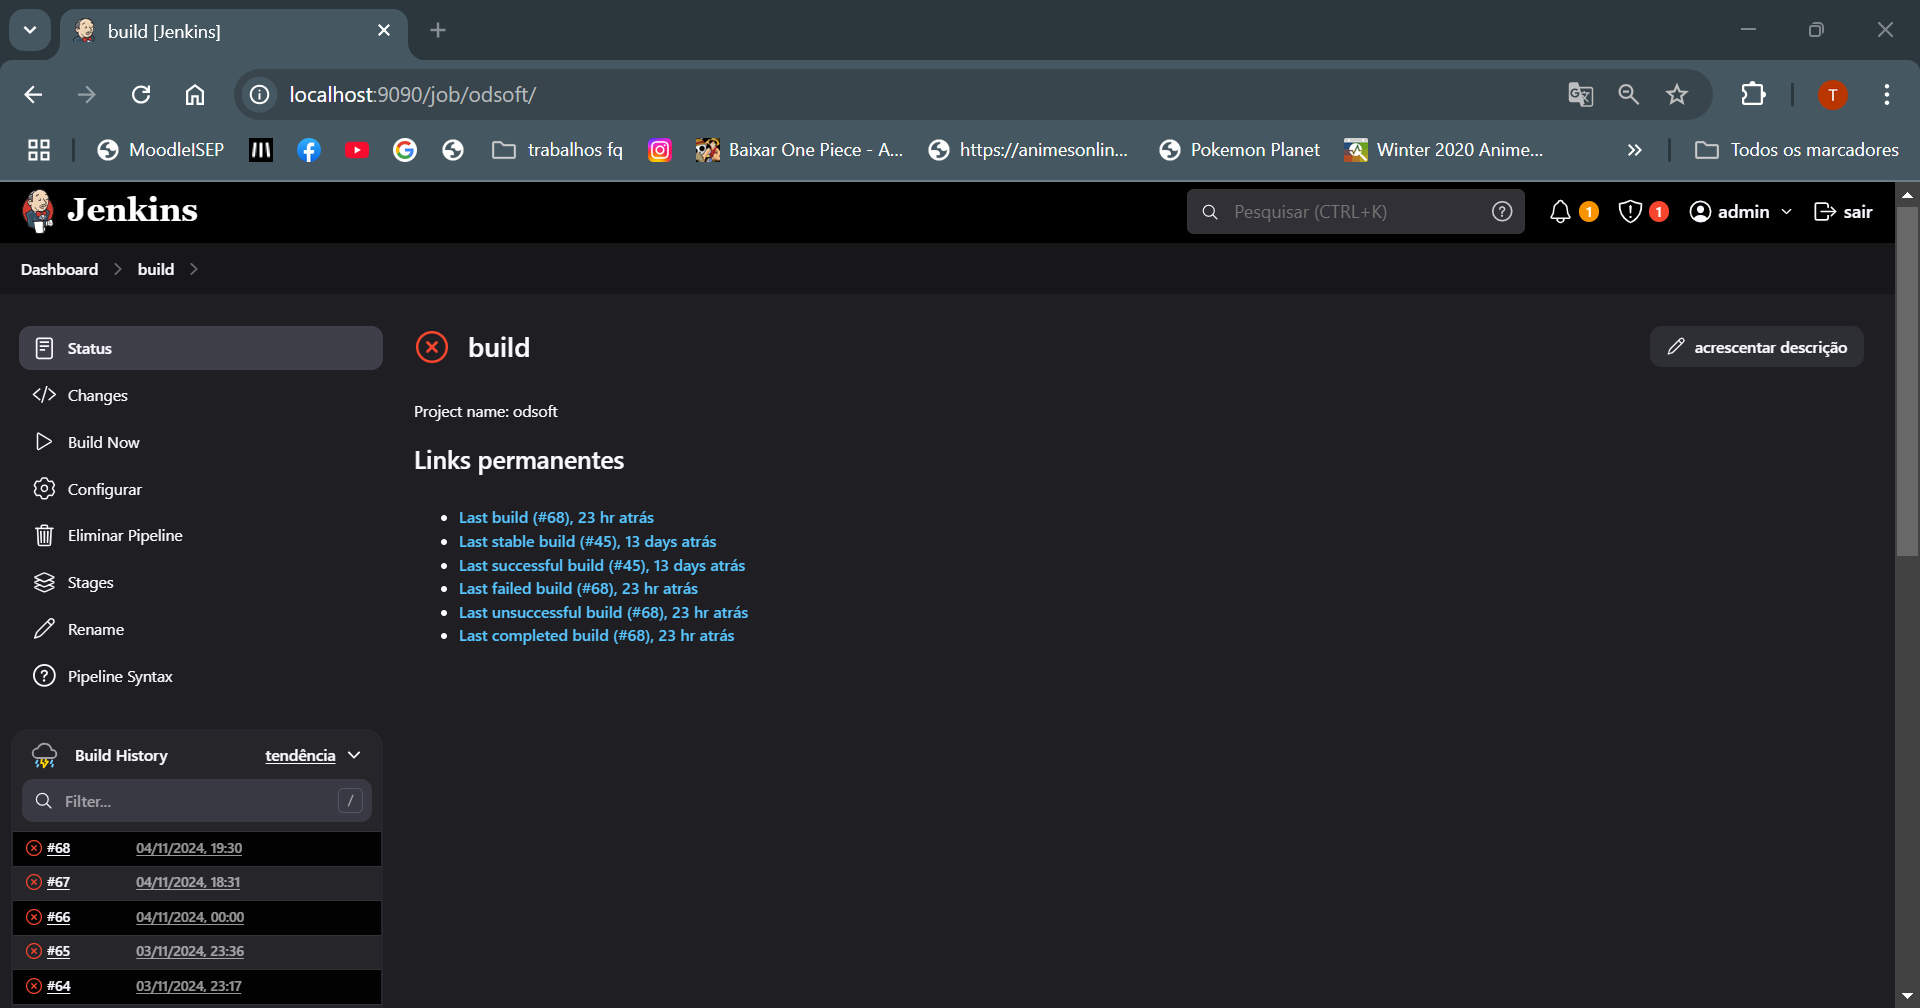 build [Jenkins]
localhost:9090/job/odsoft/
T
MoodleISEP
trabalhos fq
Baixar One Piece - A...
https://animesonlin...
Pokemon Planet
Winter 2020 Anime...
Todos os marcadores
Jenkins
Pesquisar (CTRL+K)
1
1
admin
sair
Dashboard
build
Status
Changes
Build Now
Configurar
Eliminar Pipeline
Stages
Rename
Pipeline Syntax
build
acrescentar descrição
Project name: odsoft
Links permanentes
Last build (#68), 23 hr atrás
Last stable build (#45), 13 days atrás
Last successful build (#45), 13 days atrás
Last failed build (#68), 23 hr atrás
Last unsuccessful build (#68), 23 hr atrás
Last completed build (#68), 23 hr atrás
Build History
tendência
Filter...
/
#68 04/11/2024, 19:30
#67 04/11/2024, 18:31
#66 04/11/2024, 00:00
#65 03/11/2024, 23:36
#64 03/11/2024, 23:17